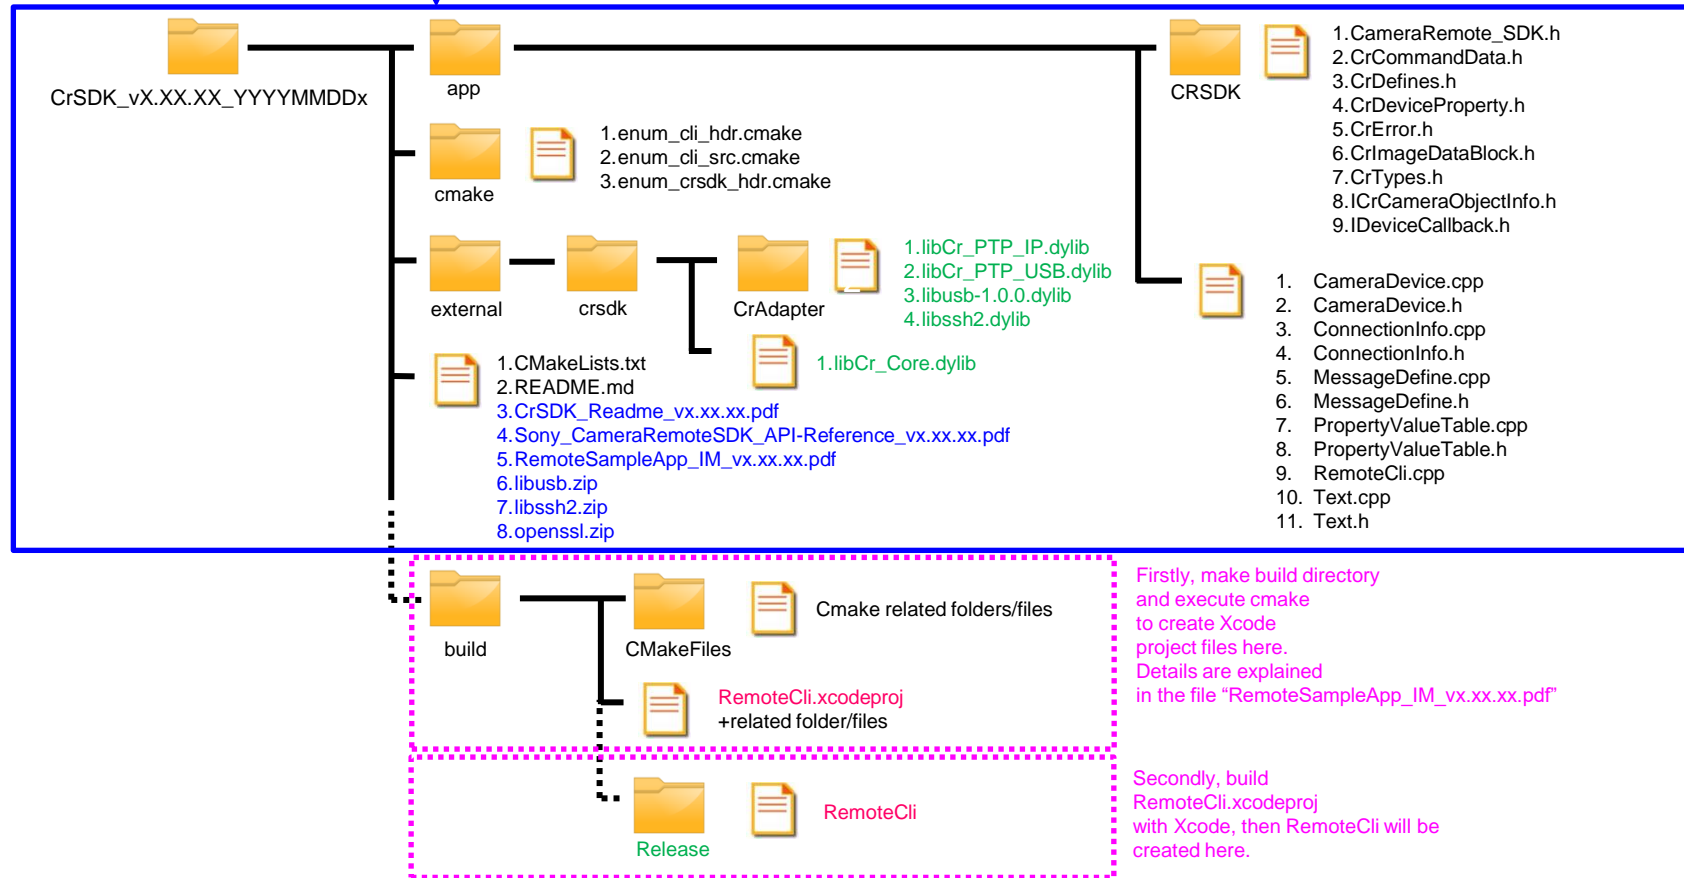 CrSDK_vX.XX.XX_YYYYMMDDx
app
CRSDK
1.CameraRemote_SDK.h
2.CrCommandData.h
3.CrDefines.h
4.CrDeviceProperty.h
5.CrError.h
6.CrImageDataBlock.h
7.CrTypes.h
8.ICrCameraObjectInfo.h
9.IDeviceCallback.h
cmake
1.enum_cli_hdr.cmake
2.enum_cli_src.cmake
3.enum_crsdk_hdr.cmake
external
crsdk
CrAdapter
1.libCr_PTP_IP.dylib
2.libCr_PTP_USB.dylib
3.libusb-1.0.0.dylib
4.libssh2.dylib
1.libCr_Core.dylib
1. CameraDevice.cpp
2. CameraDevice.h
3. ConnectionInfo.cpp
4. ConnectionInfo.h
5. MessageDefine.cpp
6. MessageDefine.h
7. PropertyValueTable.cpp
8. PropertyValueTable.h
9. RemoteCli.cpp
10. Text.cpp
11. Text.h
1.CMakeLists.txt
2.README.md
3.CrSDK_Readme_vx.xx.xx.pdf
4.Sony_CameraRemoteSDK_API-Reference_vx.xx.xx.pdf
5.RemoteSampleApp_IM_vx.xx.xx.pdf
6.libusb.zip
7.libssh2.zip
8.openssl.zip
build
CMakeFiles
Cmake related folders/files
RemoteCli.xcodeproj
+related folder/files
Firstly, make build directory
and execute cmake
to create Xcode
project files here.
Details are explained
in the file “RemoteSampleApp_IM_vx.xx.xx.pdf”
Release
RemoteCli
Secondly, build
RemoteCli.xcodeproj
with Xcode, then RemoteCli will be
created here.